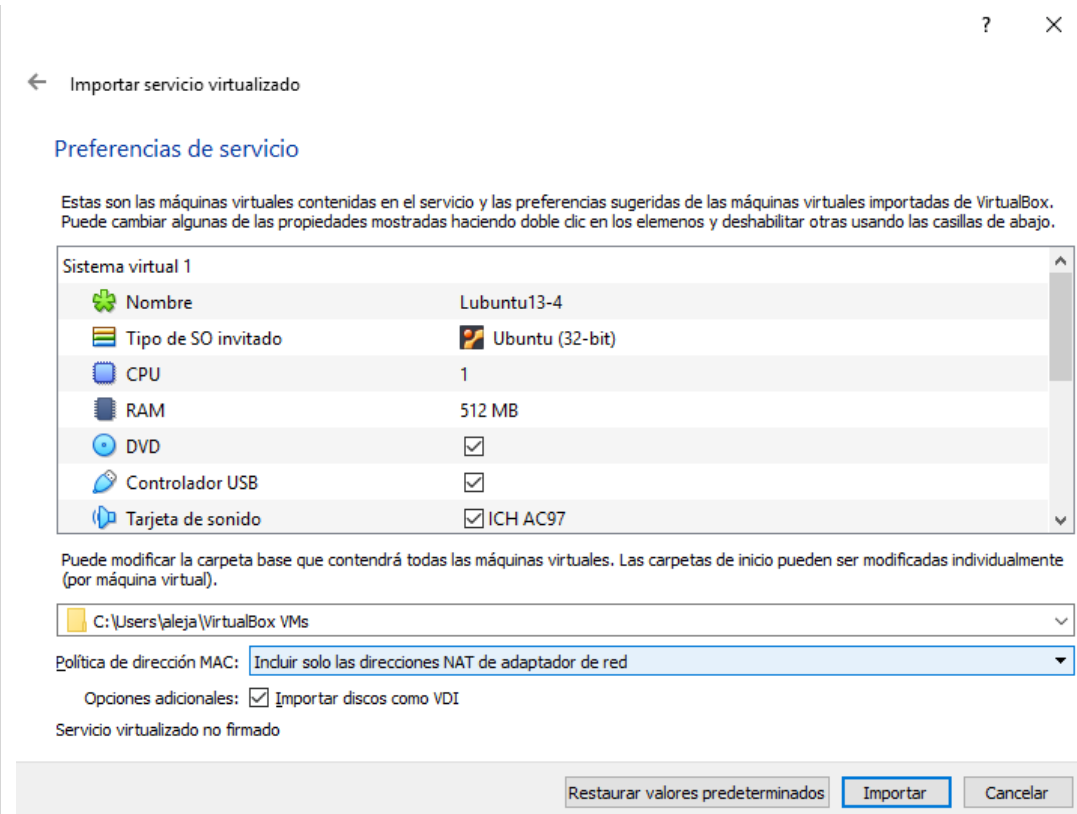 ?
Importar servicio virtualizado
Preferencias de servicio
Estas son las máquinas virtuales contenidas en el servicio y las preferencias sugeridas de las máquinas virtuales importadas de VirtualBox.
Puede cambiar algunas de las propiedades mostradas haciendo doble clic en los elemenos y deshabilitar otras usando las casillas de abajo.
Sistema virtual 1
Nombre Lubuntu13-4
Tipo de SO invitado Ubuntu (32-bit)
CPU 1
RAM 512 MB
DVD
Controlador USB
Tarjeta de sonido ICH AC97
Puede modificar la carpeta base que contendrá todas las máquinas virtuales. Las carpetas de inicio pueden ser modificadas individualmente
(por máquina virtual).
C:\Users\aleja\VirtualBox VMs
Política de dirección MAC: Incluir solo las direcciones NAT de adaptador de red
Opciones adicionales: Importar discos como VDI
Servicio virtualizado no firmado
Restaurar valores predeterminados Importar Cancelar